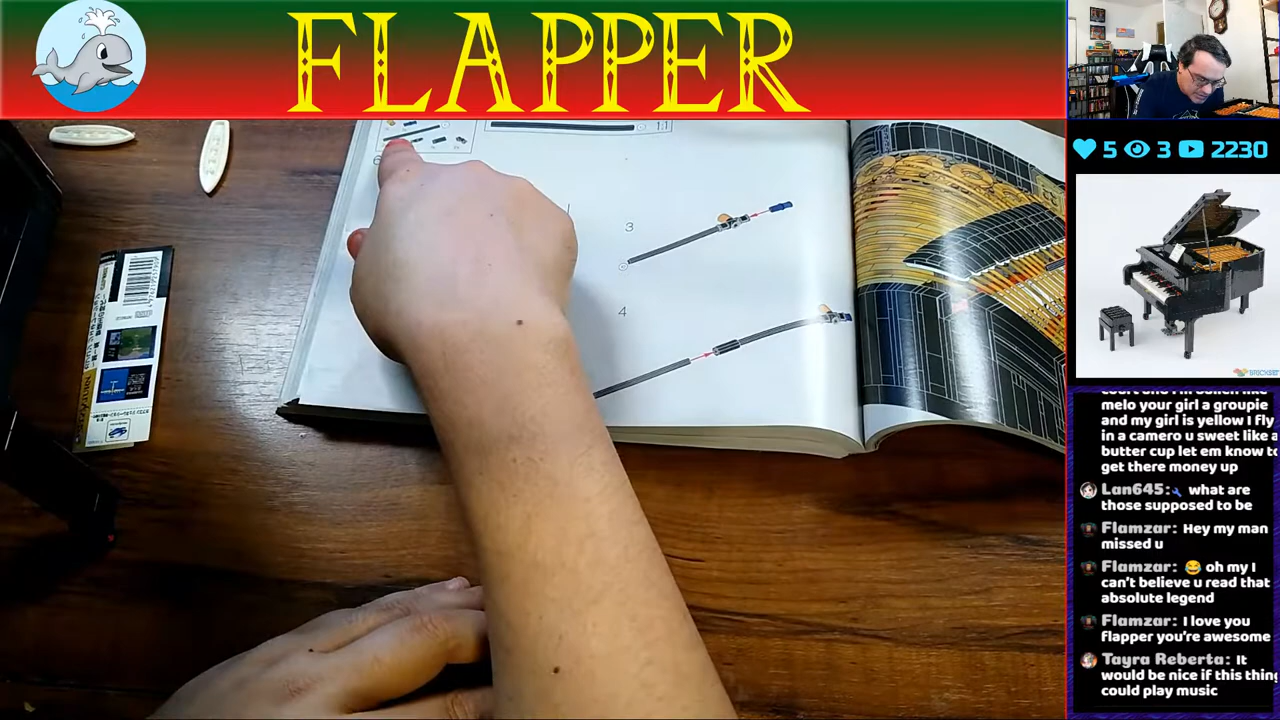 FLAPPER
1:1
3
4
5 3 2230
BRICKSET
melo your girl a groupie
and my girl is yellow I fly
in a camero u sweet like a
butter cup let em know to
get there money up
Lan645: what are
those supposed to be
Flamzar: Hey my man
missed u
Flamzar: 😂 oh my I
can't believe u read that
absolute legend
Flamzar: I love you
flapper you're awesome
Tayra Reberta: It
would be nice if this thing
could play music